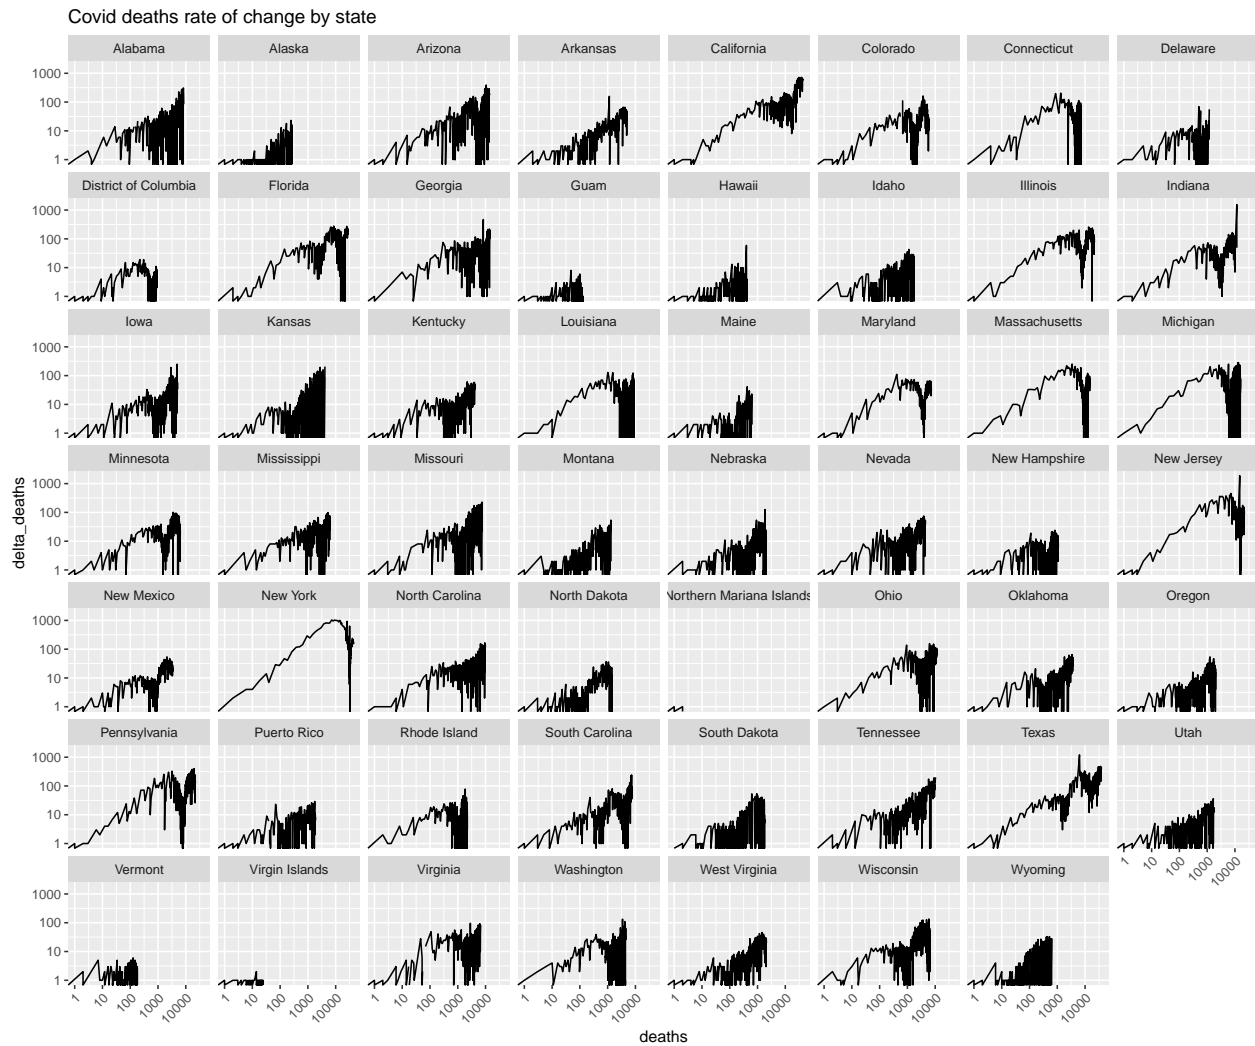 Covid deaths rate of change by state
Alabama Alaska Arizona Arkansas California Colorado Connecticut Delaware
1000
100
10
1
District of Columbia Florida Georgia Guam Hawaii Idaho Illinois Indiana
1000
100
10
1
Iowa Kansas Kentucky Louisiana Maine Maryland Massachusetts Michigan
1000
100
10
1
Minnesota Mississippi Missouri Montana Nebraska Nevada New Hampshire New Jersey
1000
100
10
1
delta_deaths
New Mexico New York North Carolina North Dakota Northern Mariana Islands Ohio Oklahoma Oregon
1000
100
10
1
Pennsylvania Puerto Rico Rhode Island South Carolina South Dakota Tennessee Texas Utah
1000
100
10
1
1 10 100 1000 10000
Vermont Virgin Islands Virginia Washington West Virginia Wisconsin Wyoming
1000
100
10
1
1 10 100 1000 10000 1 10 100 1000 10000 1 10 100 1000 10000 1 10 100 1000 10000 1 10 100 1000 10000 1 10 100 1000 10000 1 10 100 1000 10000
deaths